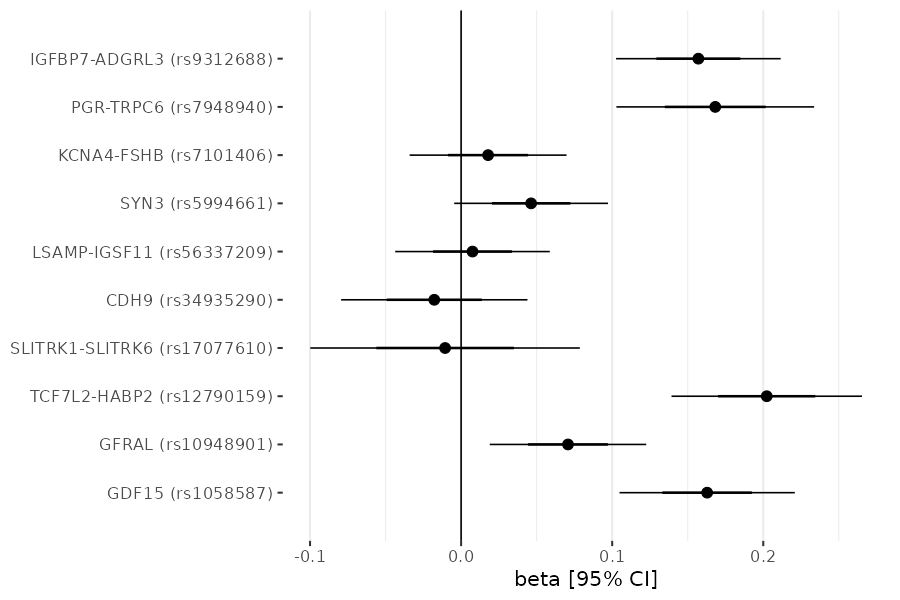 IGFBP7-ADGRL3 (rs9312688)
PGR-TRPC6 (rs7948940)
KCNA4-FSHB (rs7101406)
SYN3 (rs5994661)
LSAMP-IGSF11 (rs56337209)
CDH9 (rs34935290)
SLITRK1-SLITRK6 (rs17077610)
TCF7L2-HABP2 (rs12790159)
GFRAL (rs10948901)
GDF15 (rs1058587)
-0.1 0.0 0.1 0.2
beta [95% CI]